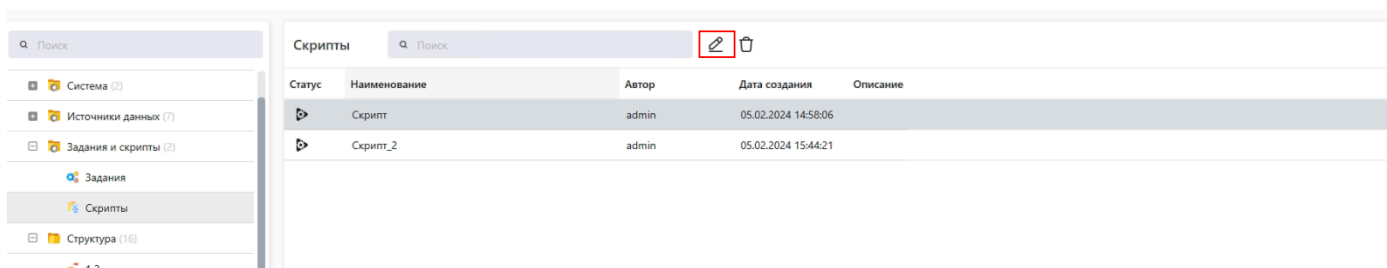 Поиск
Система (2)
Источники данных (7)
Задания и скрипты (2)
Задания
Скрипты
Структура (16)
Скрипты
Поиск
Статус Наименование Автор Дата создания Описание
Скрипт admin 05.02.2024 14:58:06
Скрипт_2 admin 05.02.2024 15:44:21